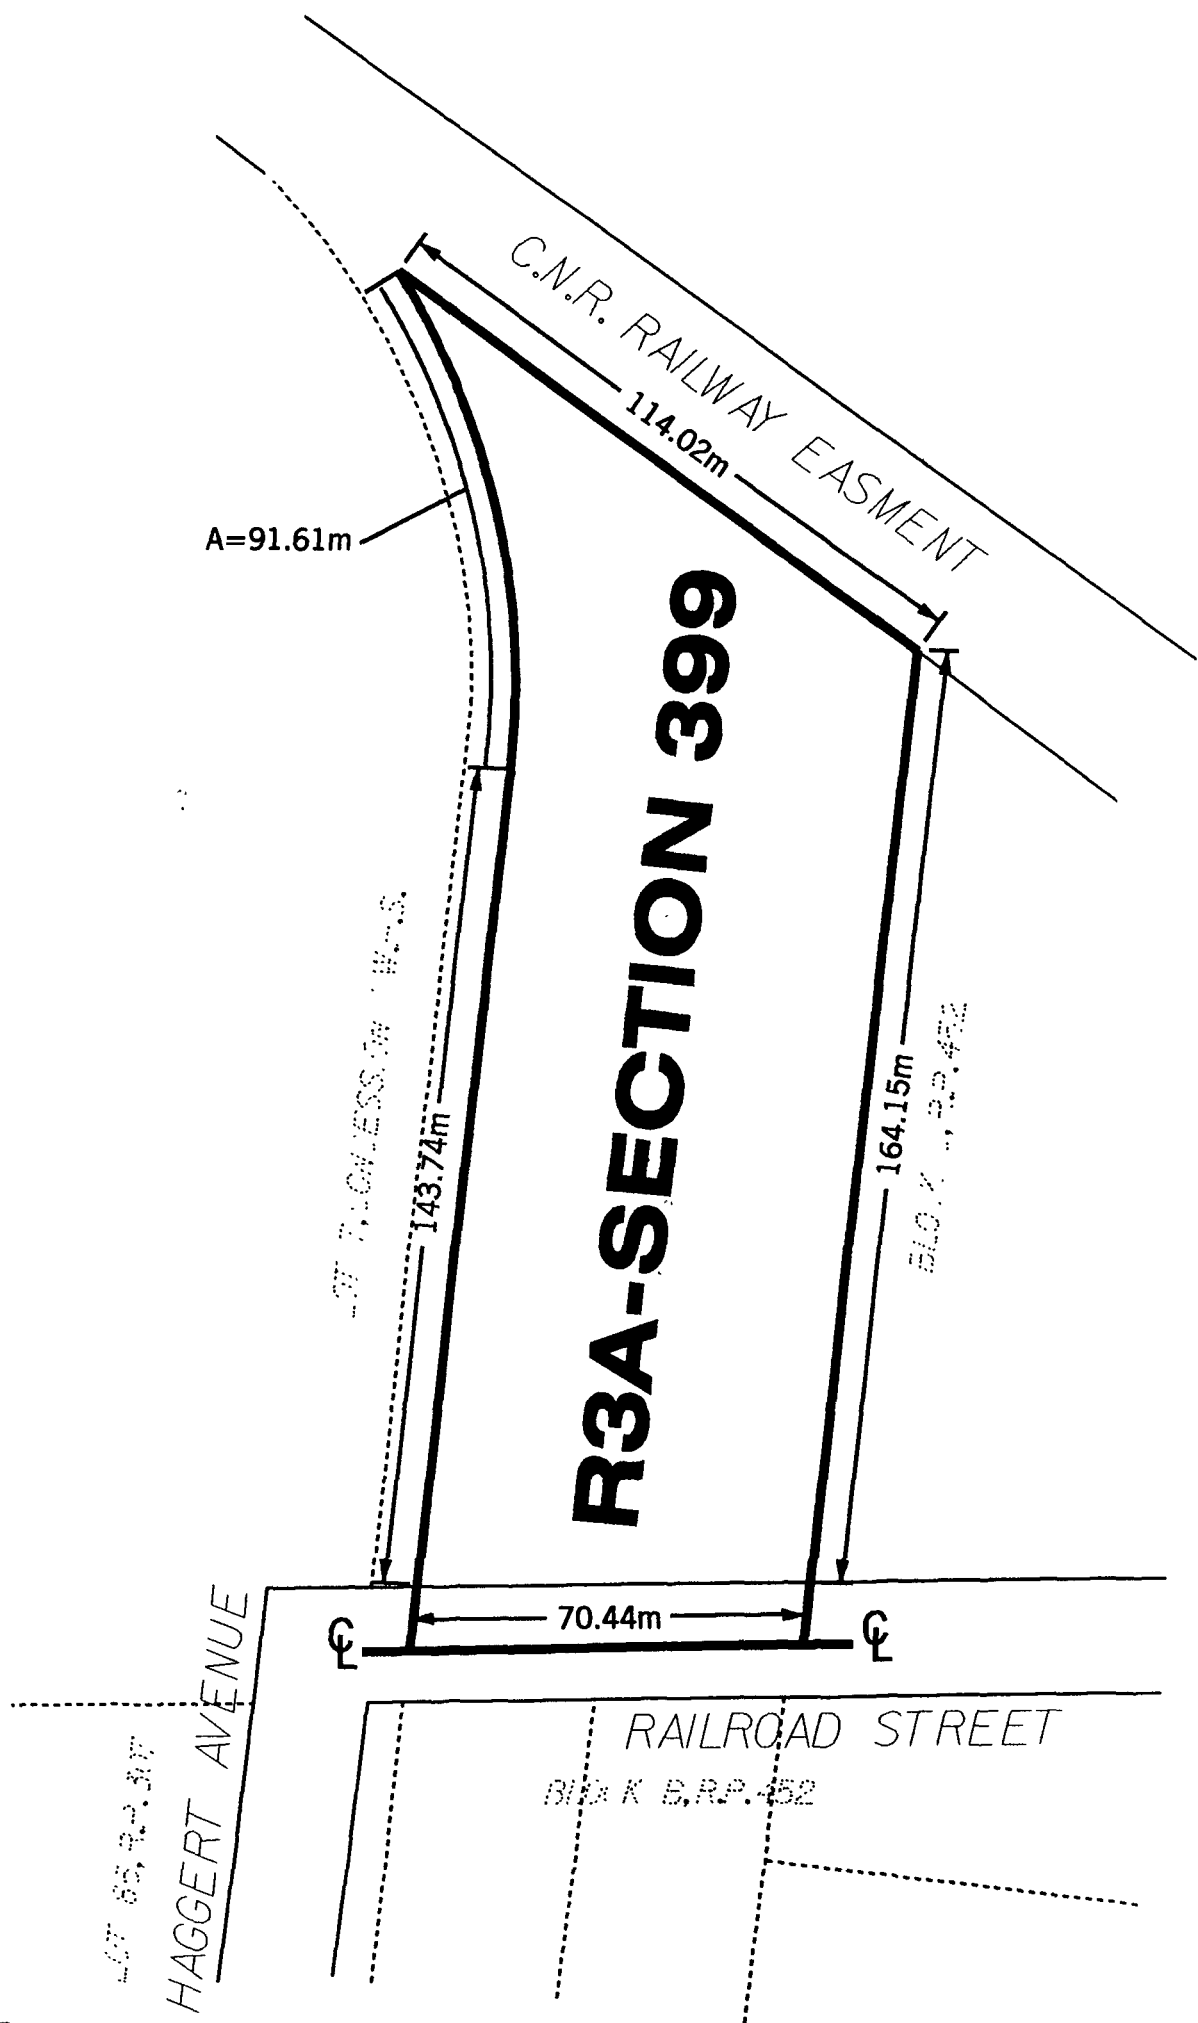 C.N.R. RAILWAY EASMENT
114.02m
A=91.61m
R3A-SECTION 399
143.74m
164.15m
70.44m
℄
℄
RAILROAD STREET
HAGGERT AVENUE
B,R.P.452